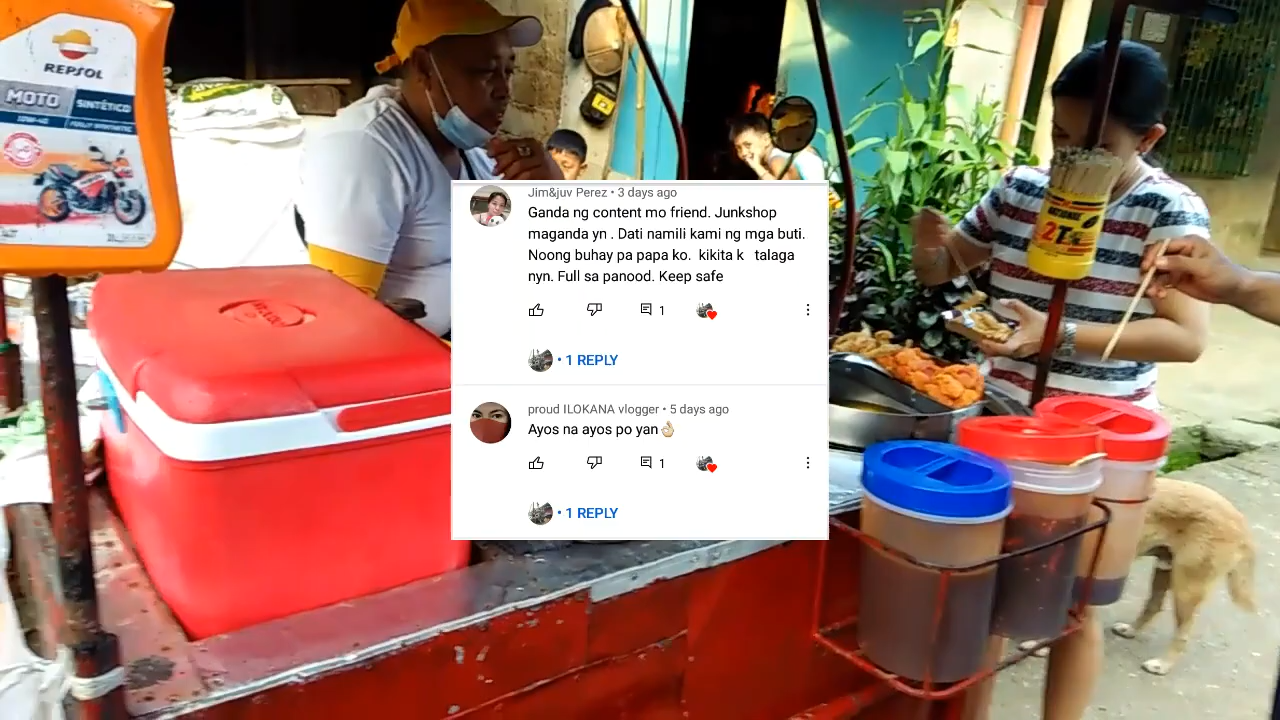 REPSOL
MOTO
SINTÉTICO
10W-40
Jim&juv Perez • 3 days ago
Ganda ng content mo friend. Junkshop
maganda yn . Dati namili kami ng mga buti.
Noong buhay pa papa ko. kikita k talaga
nyn. Full sa panood. Keep safe
1
• 1 REPLY
proud ILOKANA vlogger • 5 days ago
Ayos na ayos po yan👌🏻
1
• 1 REPLY
2T